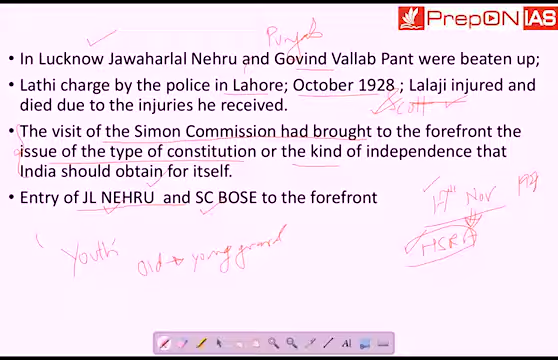 PrepON IAS
Punjab
• In Lucknow Jawaharlal Nehru and Govind Vallab Pant were beaten up;
• Lathi charge by the police in Lahore; October 1928 ; Lalaji injured and
died due to the injuries he received.
Scott
• The visit of the Simon Commission had brought to the forefront the
issue of the type of constitution or the kind of independence that
India should obtain for itself.
• Entry of JL NEHRU and SC BOSE to the forefront
17th Nov
HSRA
Youth
Old to young guard